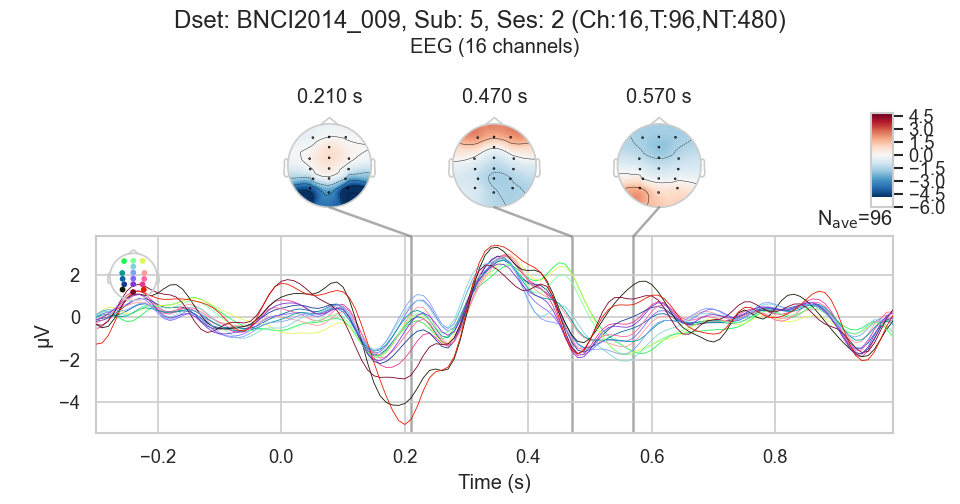 Dset: BNCI2014_009, Sub: 5, Ses: 2 (Ch:16,T:96,NT:480)
EEG (16 channels)
0.210 s 0.470 s 0.570 s
4.5
3.0
1.5
0.0
−1.5
−3.0
−4.5
−6.0
Nave=96
2
0
−2
−4
µV
−0.2 0.0 0.2 0.4 0.6 0.8
Time (s)